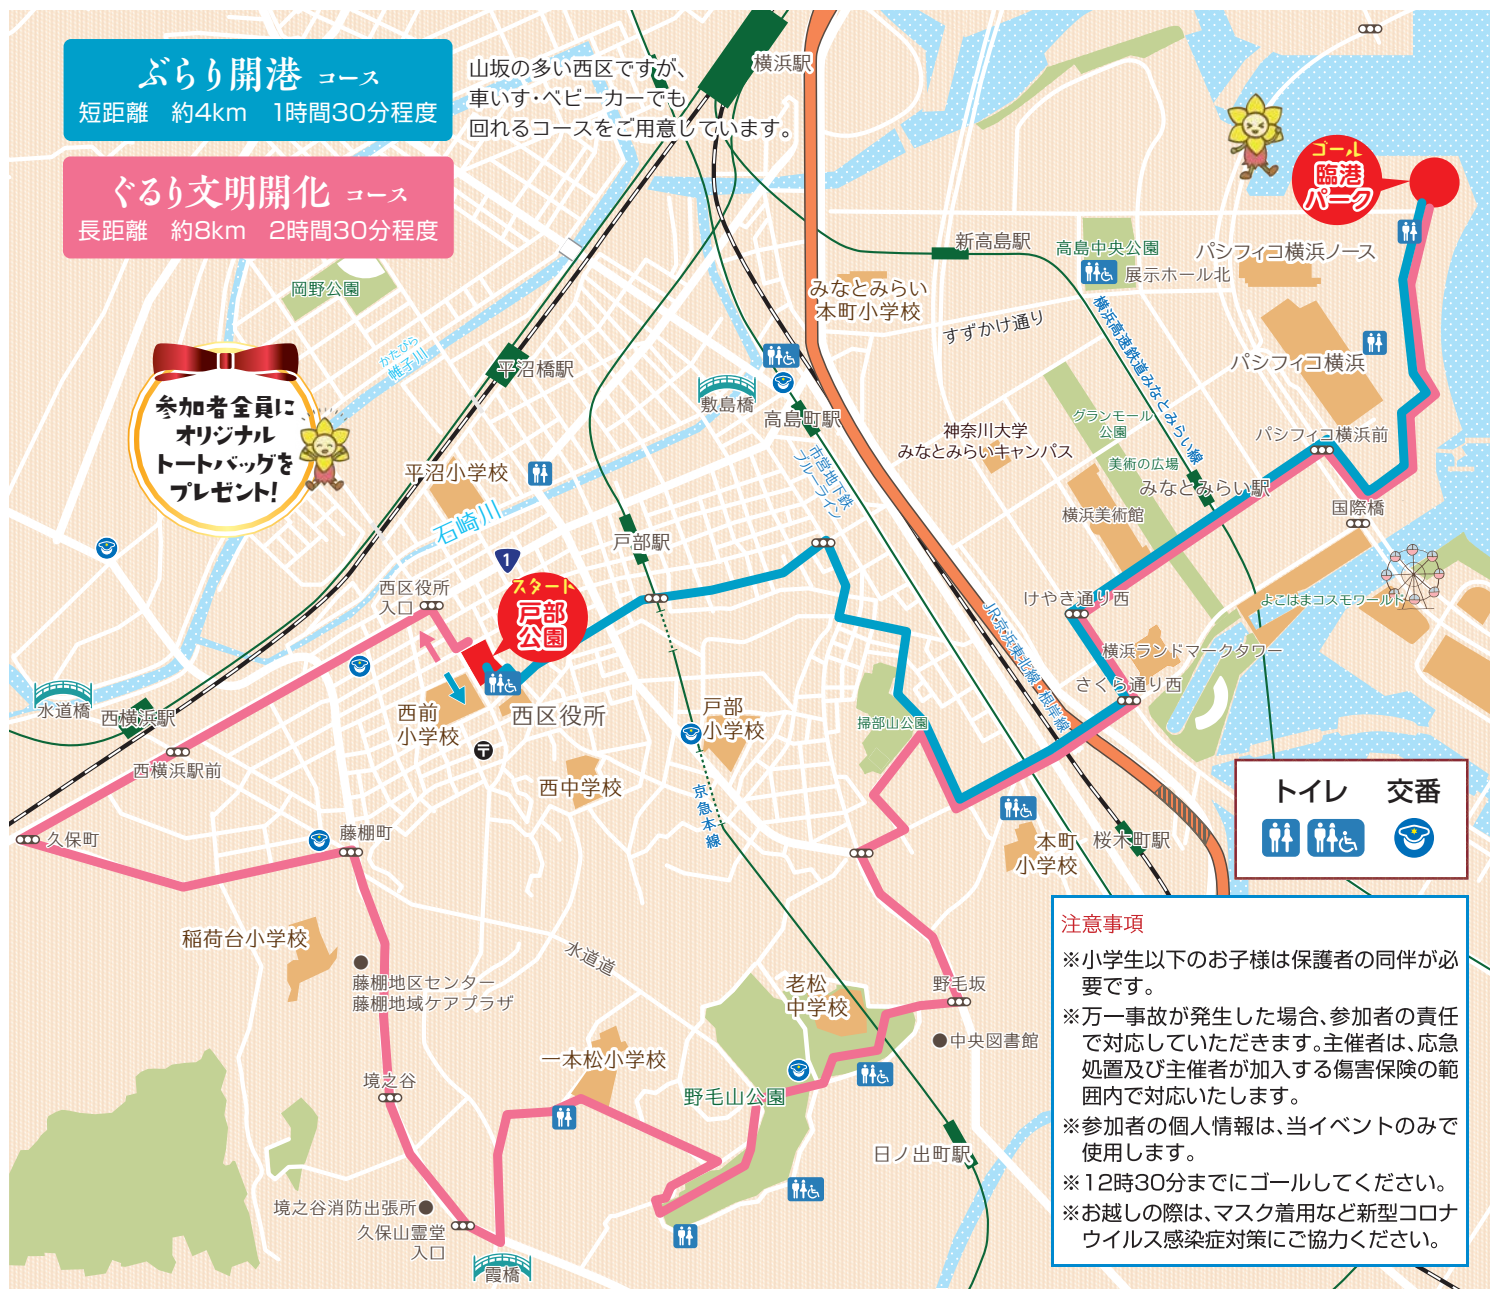 ぶらり開港 コース
短距離 約4km 1時間30分程度
ぐるり文明開化 コース
長距離 約8km 2時間30分程度
山坂の多い西区ですが、
車いす・ベビーカーでも
回れるコースをご用意しています。
横浜駅
ゴール
臨港
パーク
新高島駅
高島中央公園
パシフィコ横浜ノース
展示ホール北
岡野公園
みなとみらい
本町小学校
すずかけ通り
横浜高速鉄道みなとみらい線
かたびら
帷子川
平沼橋駅
パシフィコ横浜
敷島橋
高島町駅
グランモール
公園
参加者全員に
オリジナル
トートバッグを
プレゼント!
神奈川大学
みなとみらいキャンパス
パシフィコ横浜前
市営地下鉄
ブルーライン
美術の広場
みなとみらい駅
平沼小学校
横浜美術館
国際橋
石崎川
戸部駅
1
西区役所
入口
スタート
戸部
公園
けやき通り西
よこはまコスモワールド
JR京浜東北線・根岸線
横浜ランドマークタワー
さくら通り西
水道橋
西横浜駅
西前
小学校
西区役所
戸部
小学校
掃部山公園
西横浜駅前
西中学校
京急本線
トイレ 交番
久保町
藤棚町
本町
小学校
桜木町駅
注意事項
※小学生以下のお子様は保護者の同伴が必
要です。
※万一事故が発生した場合、参加者の責任
で対応していただきます。主催者は、応急
処置及び主催者が加入する傷害保険の範
囲内で対応いたします。
※参加者の個人情報は、当イベントのみで
使用します。
※12時30分までにゴールしてください。
※お越しの際は、マスク着用など新型コロナ
ウイルス感染症対策にご協力ください。
稲荷台小学校
水道道
藤棚地区センター
藤棚地域ケアプラザ
老松
中学校
野毛坂
中央図書館
一本松小学校
境之谷
野毛山公園
日ノ出町駅
境之谷消防出張所
久保山霊堂
入口
霞橋